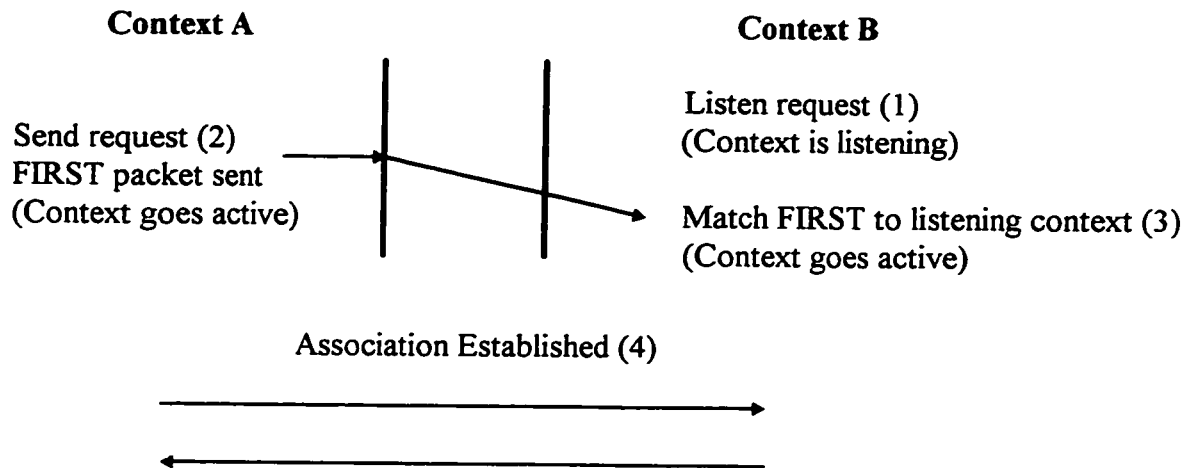 Context A
Context B
Send request (2)
FIRST packet sent
(Context goes active)
Listen request (1)
(Context is listening)
Match FIRST to listening context (3)
(Context goes active)
Association Established (4)